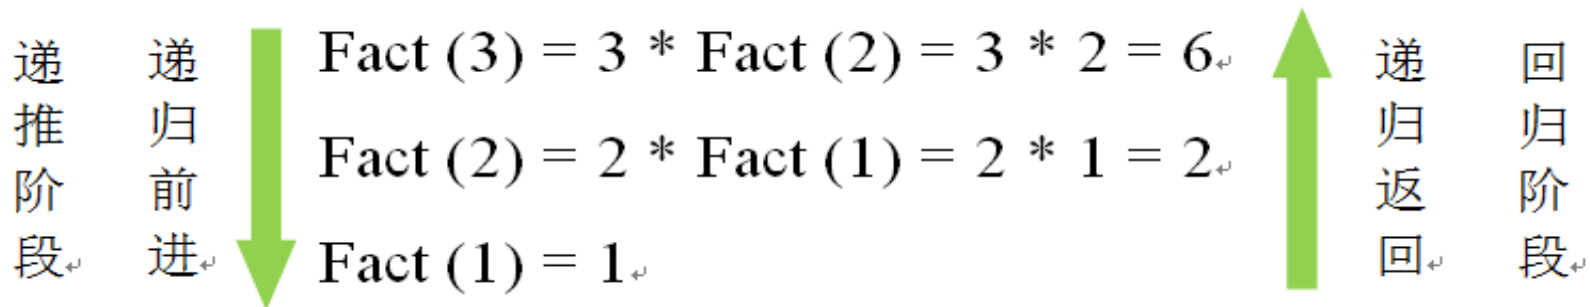 递推阶段
递归前进
Fact (3) = 3 * Fact (2) = 3 * 2 = 6
Fact (2) = 2 * Fact (1) = 2 * 1 = 2
Fact (1) = 1
递归返回
回归阶段